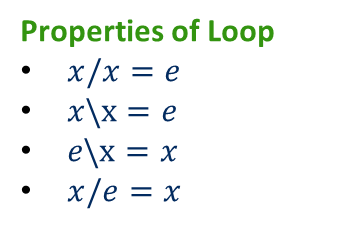 Properties of Loop
• x/x = e
• x\x = e
• e\x = x
• x/e = x